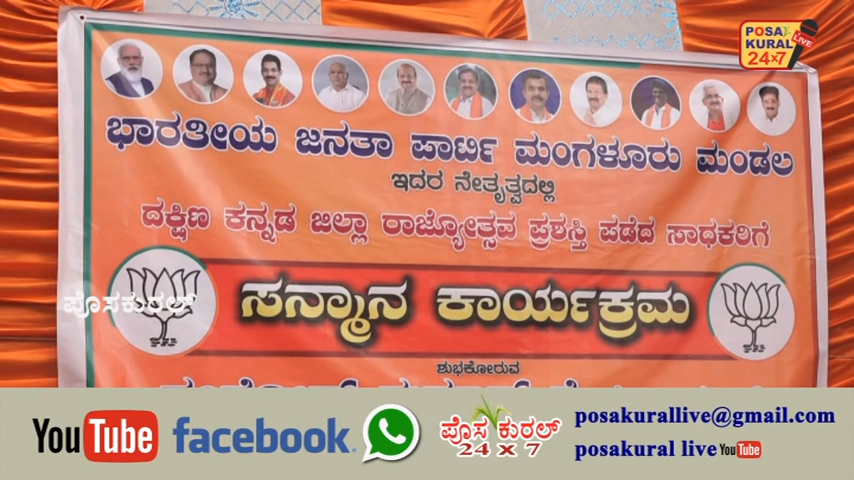 POSA
KURAL
LIVE
24x7
ಭಾರತೀಯ ಜನತಾ ಪಾರ್ಟಿ ಮಂಗಳೂರು ಮಂಡಲ
ಇದರ ನೇತೃತ್ವದಲ್ಲಿ
ದಕ್ಷಿಣ ಕನ್ನಡ ಜಿಲ್ಲಾ ರಾಜ್ಯೋತ್ಸವ ಪ್ರಶಸ್ತಿ ಪಡೆದ ಸಾಧಕರಿಗೆ
ಸನ್ಮಾನ ಕಾರ್ಯಕ್ರಮ
ಪೊಸಕುರಲ್
ಶುಭಕೋರುವ
YouTube facebook. ಪೊಸ ಕುರಲ್
24 x 7
posakurallive@gmail.com
posakural live YouTube